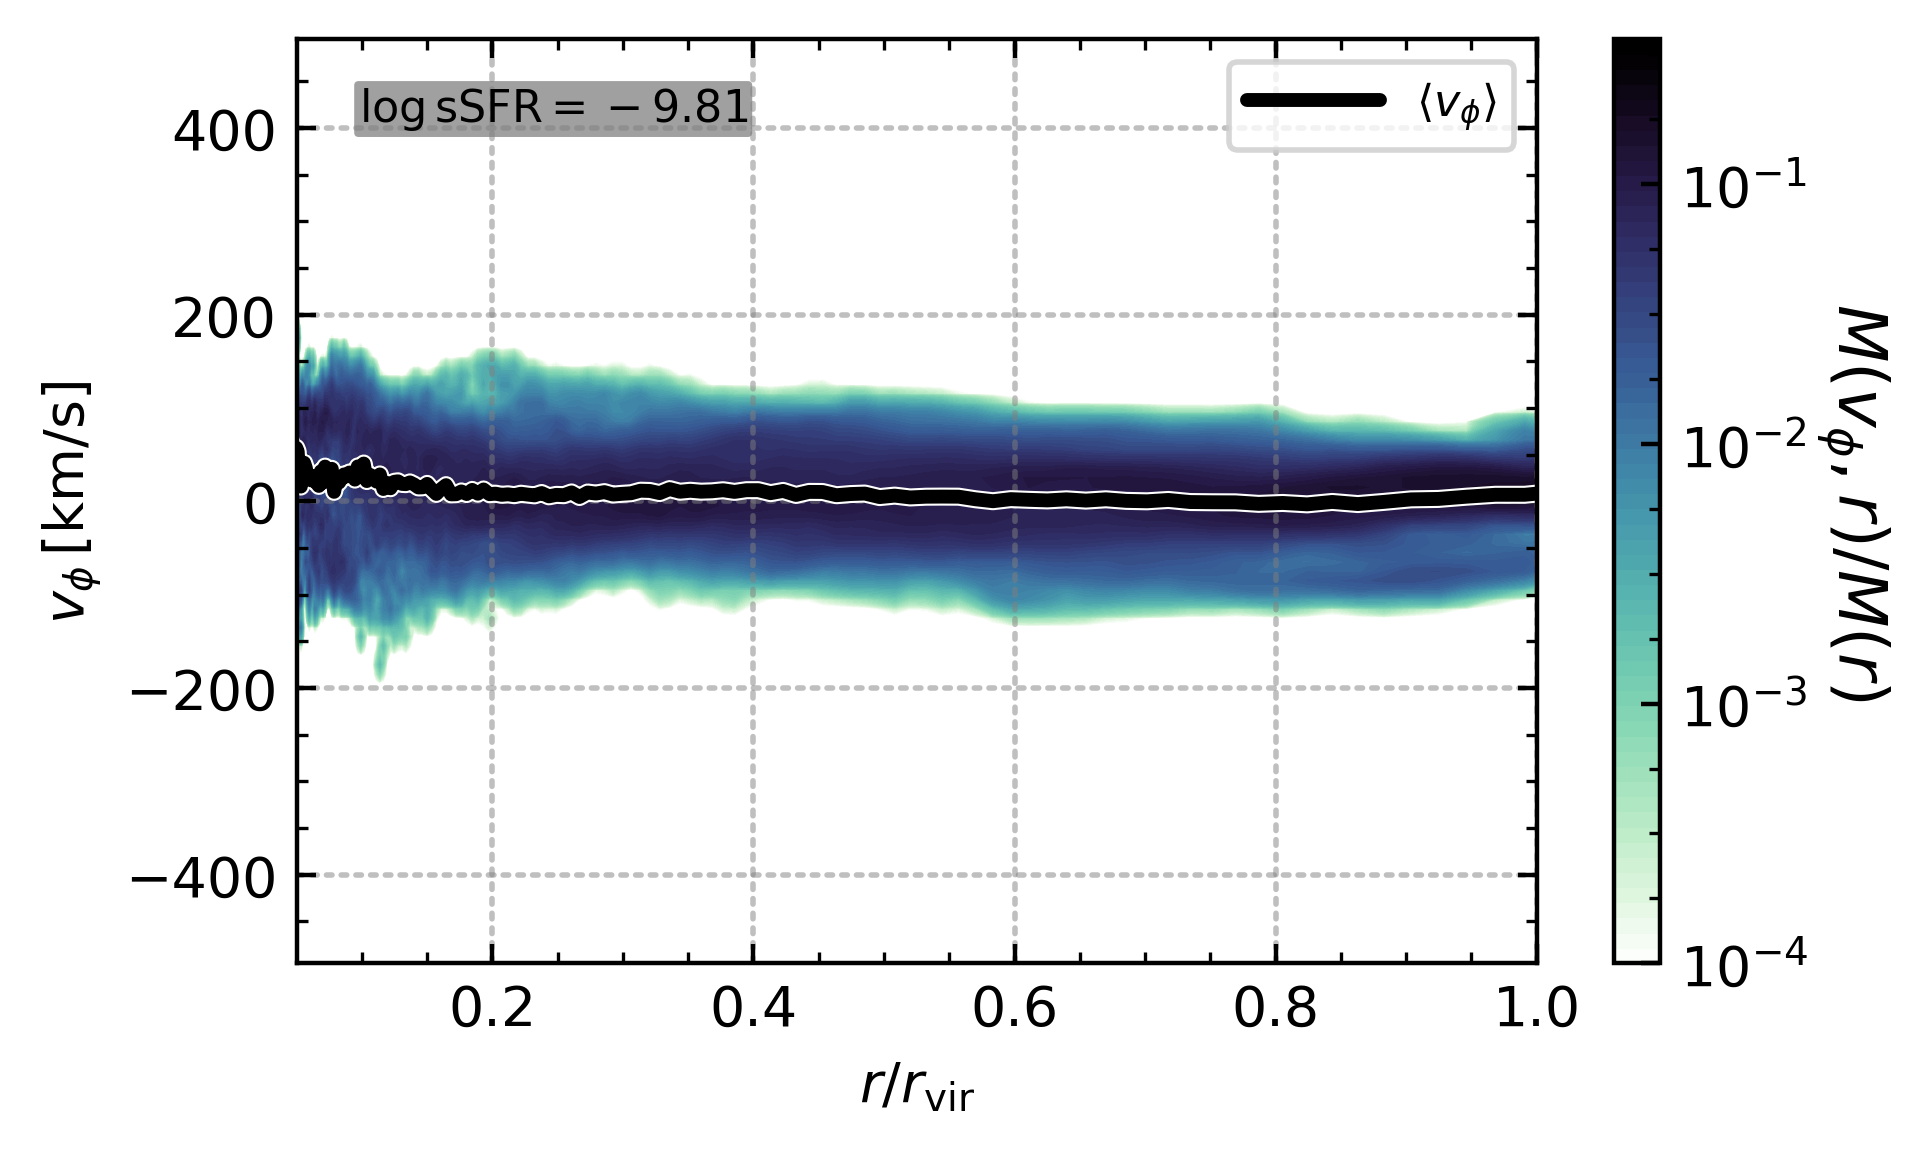 log sSFR = −9.81
⟨v_ϕ⟩
400
200
0
−200
−400
v_ϕ [km/s]
0.2 0.4 0.6 0.8 1.0
r/r_vir
10⁻¹
10⁻²
10⁻³
10⁻⁴
M(v_ϕ, r)/M(r)